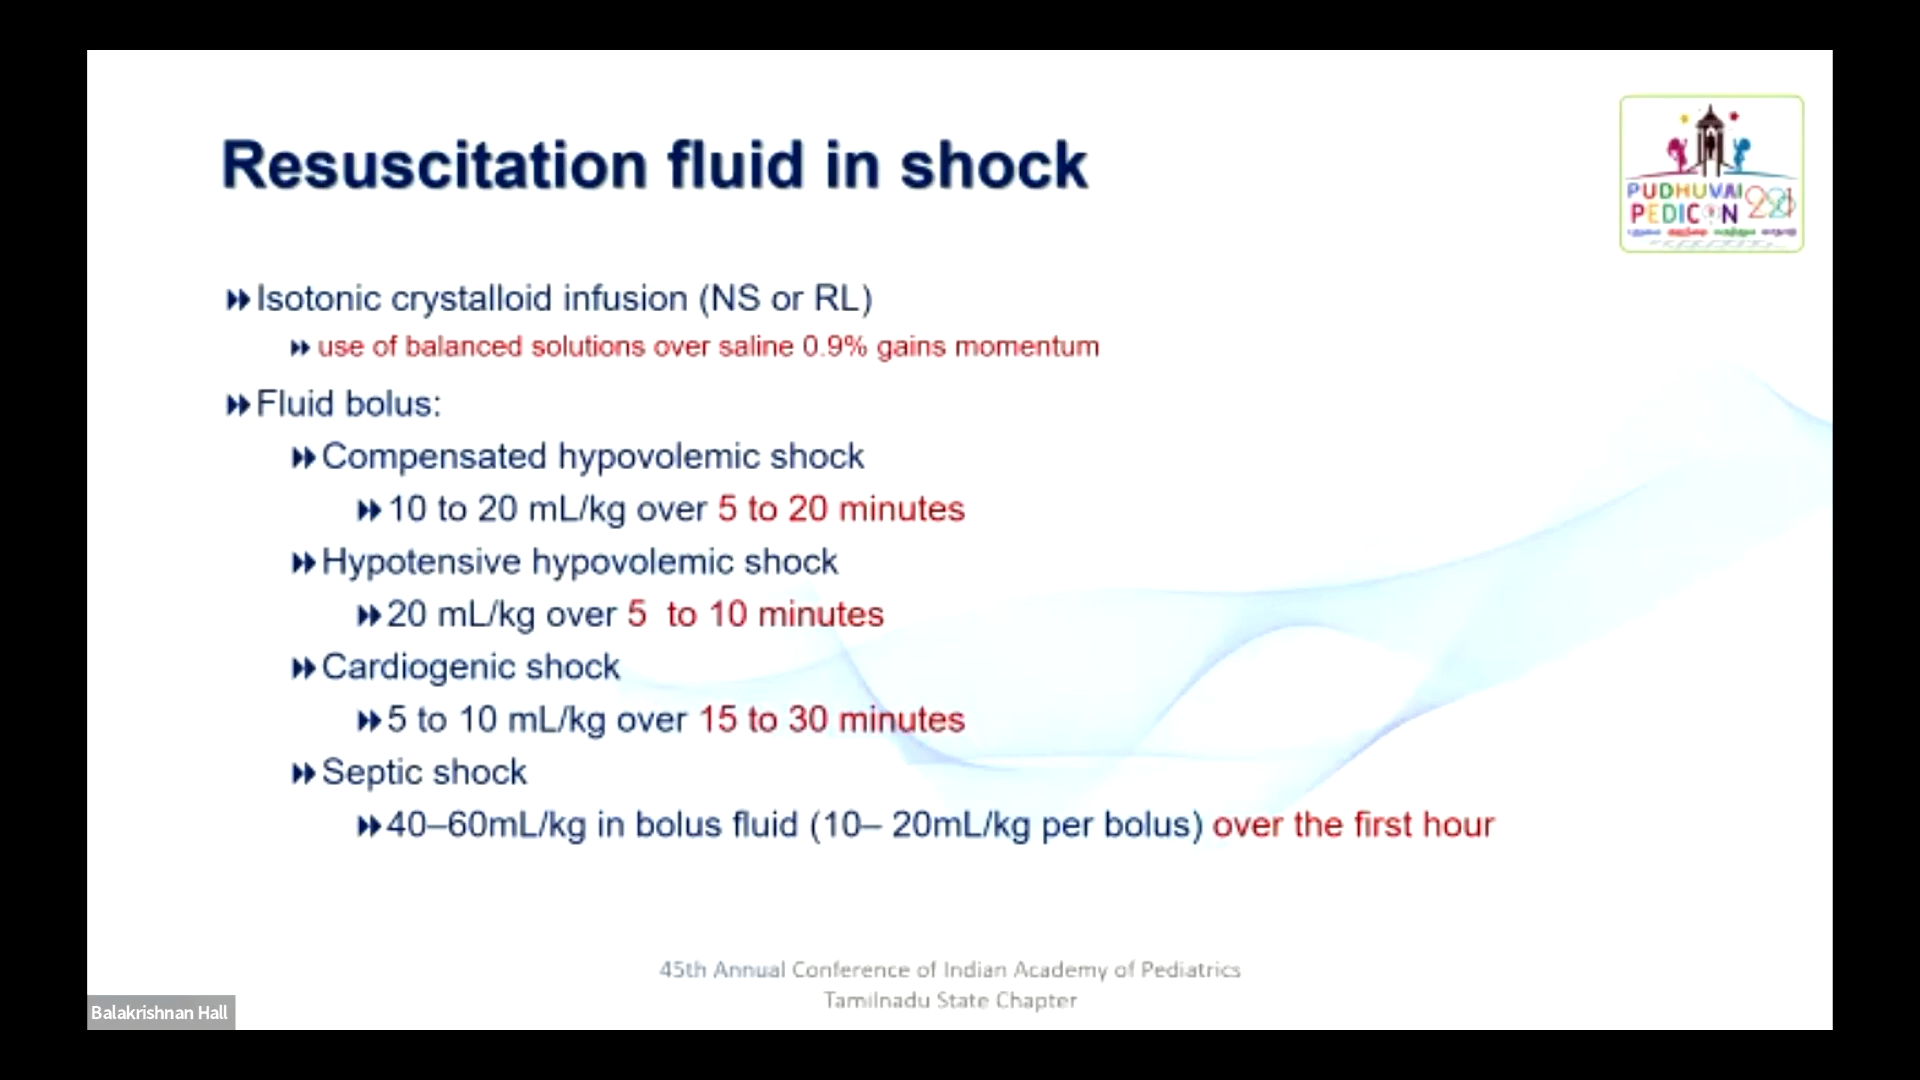 Resuscitation fluid in shock
PUDHUVAI
PEDICON 2021
Isotonic crystalloid infusion (NS or RL)
use of balanced solutions over saline 0.9% gains momentum
Fluid bolus:
Compensated hypovolemic shock
10 to 20 mL/kg over 5 to 20 minutes
Hypotensive hypovolemic shock
20 mL/kg over 5 to 10 minutes
Cardiogenic shock
5 to 10 mL/kg over 15 to 30 minutes
Septic shock
40–60mL/kg in bolus fluid (10– 20mL/kg per bolus) over the first hour
45th Annual Conference of Indian Academy of Pediatrics
Tamilnadu State Chapter
Balakrishnan Hall